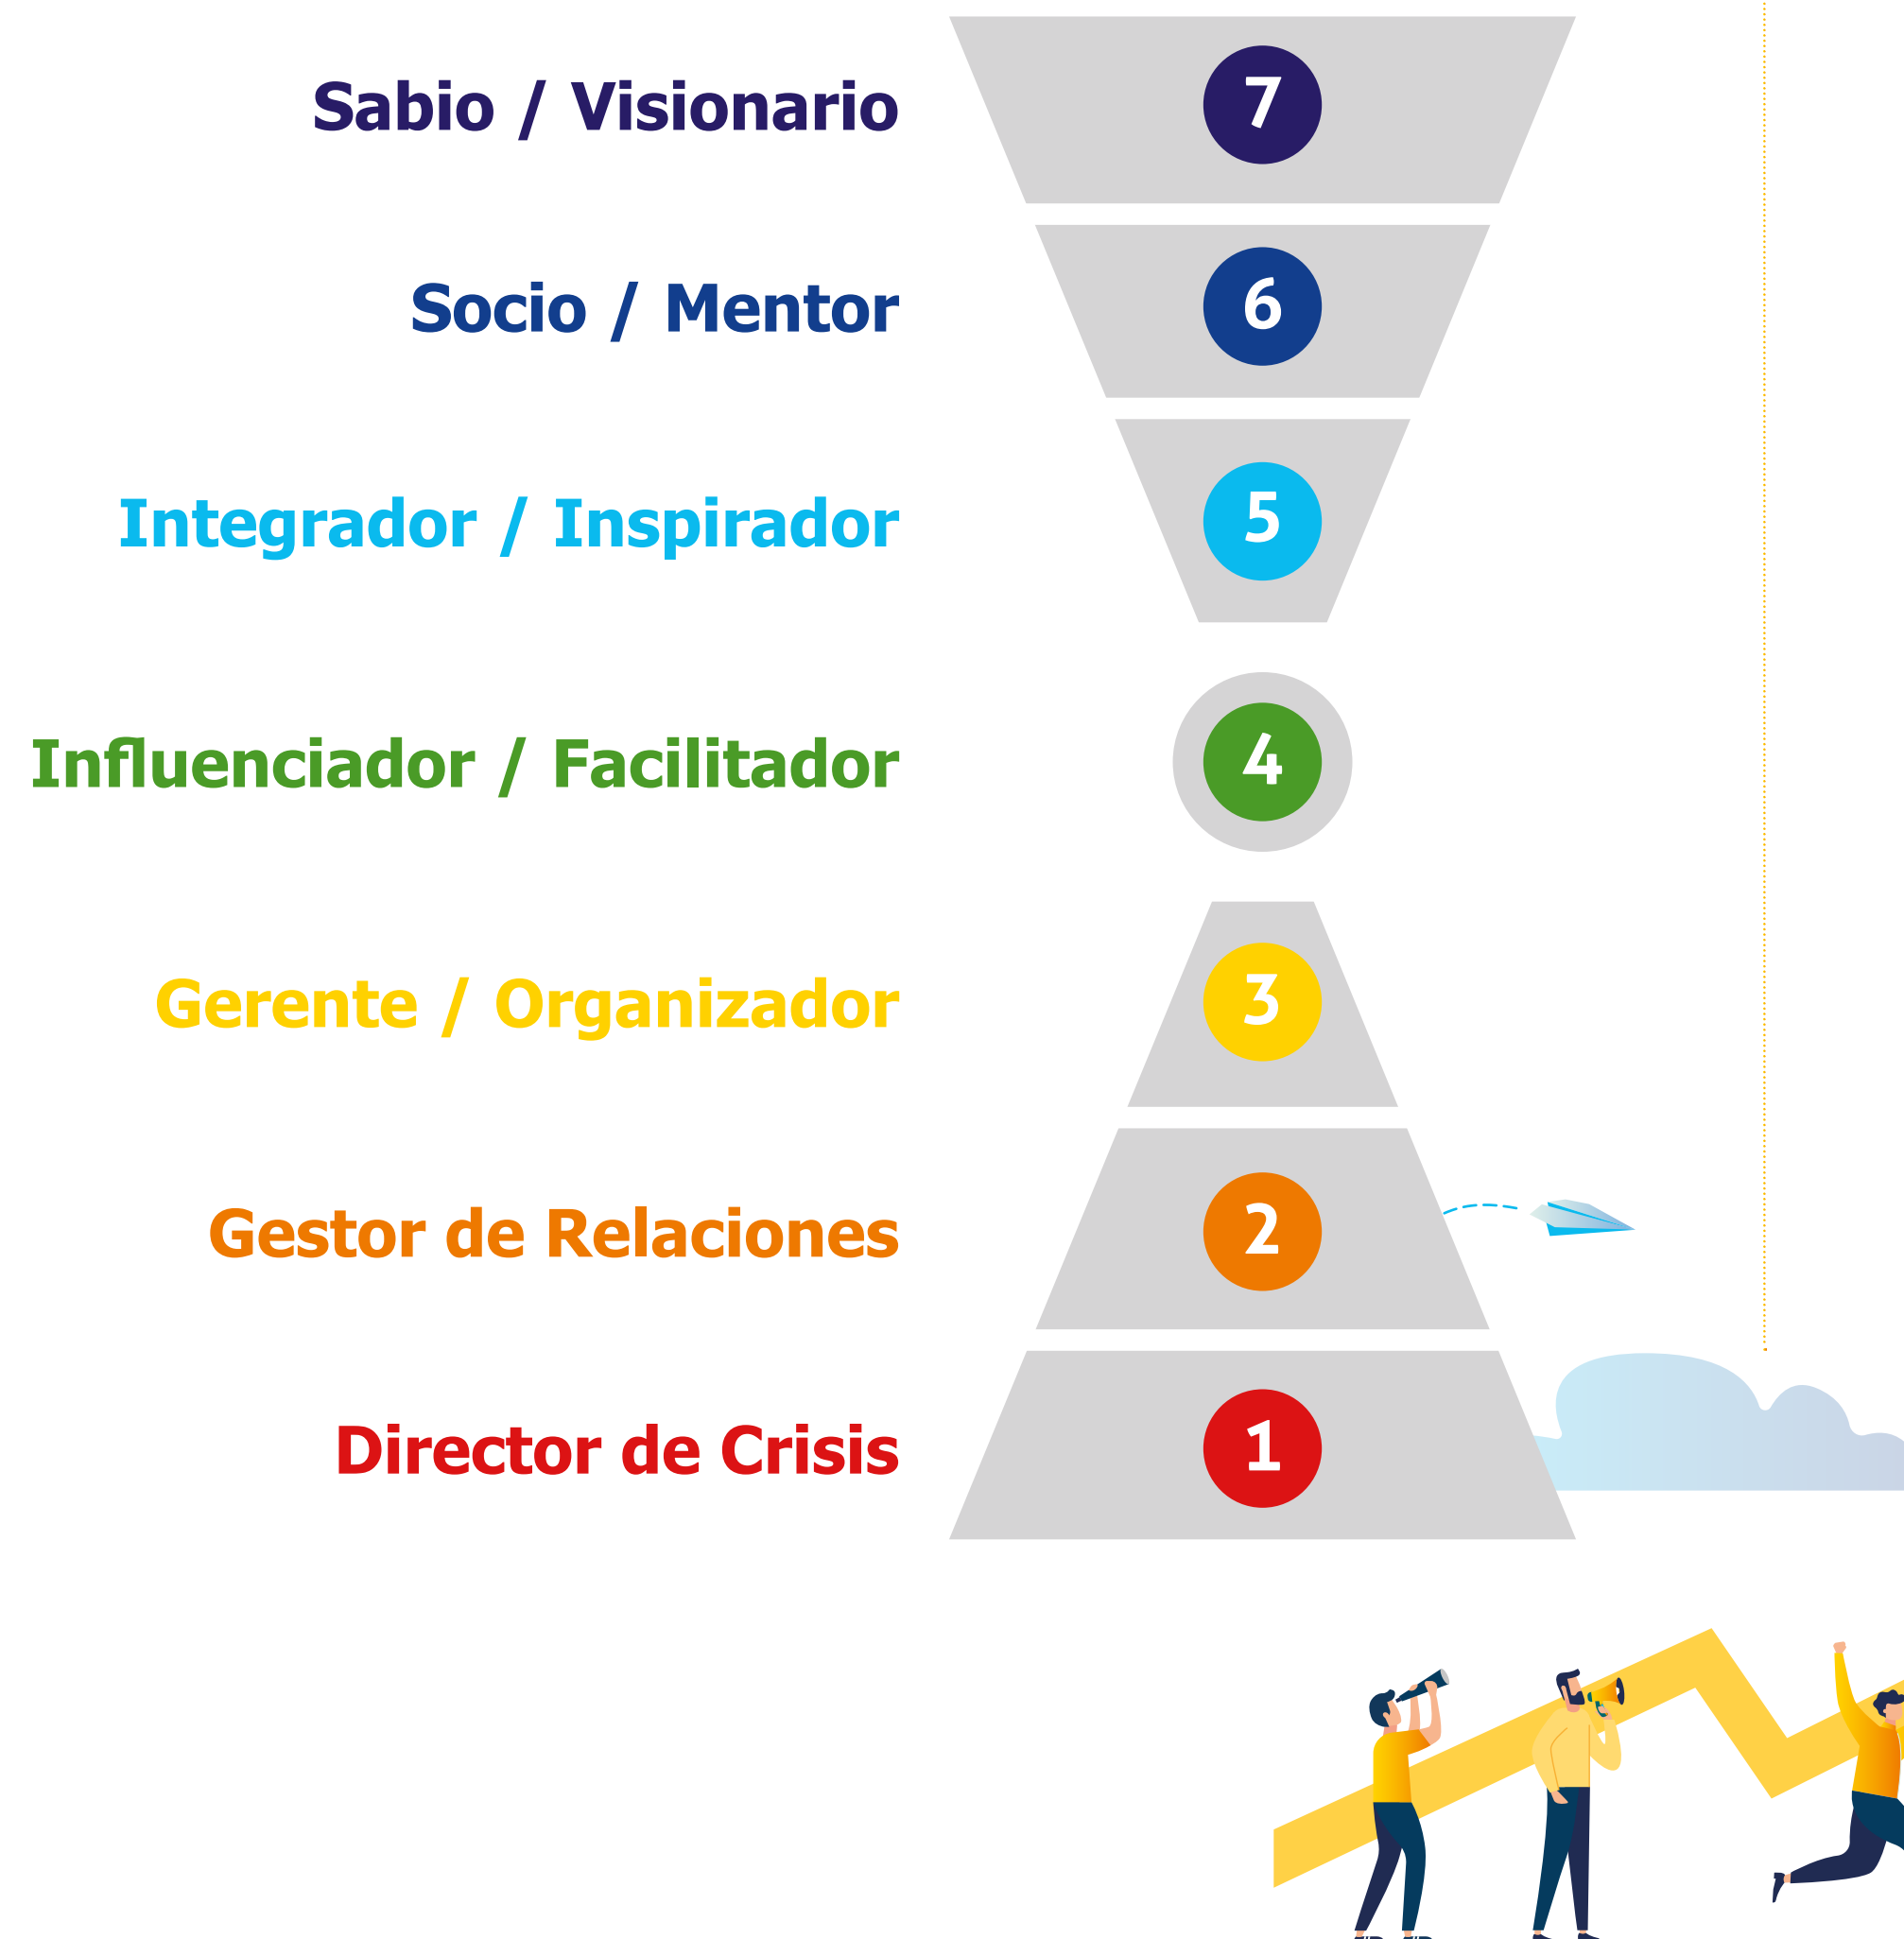 Sabio / Visionario 7
Socio / Mentor 6
Integrador / Inspirador 5
Influenciador / Facilitador 4
Gerente / Organizador 3
Gestor de Relaciones 2
Director de Crisis 1